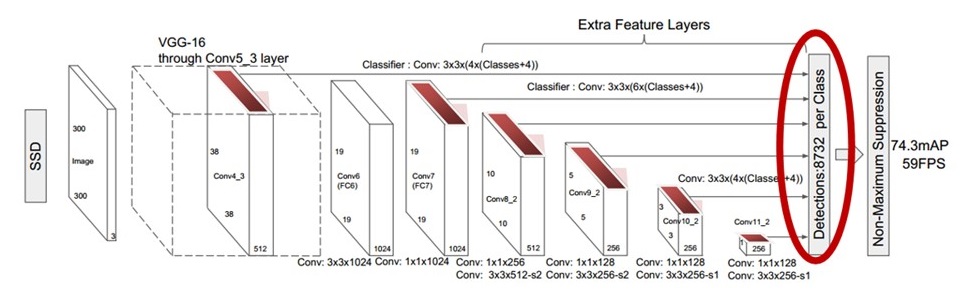 Extra Feature Layers
VGG-16
through Conv5_3 layer
Classifier : Conv: 3x3x(4x(Classes+4))
Classifier : Conv: 3x3x(6x(Classes+4))
SSD
300
Image
300
3
38
Conv4_3
38
512
19
Conv6
(FC6)
19
1024
19
Conv7
(FC7)
19
1024
10
Conv8_2
10
512
5
Conv9_2
5
256
Conv: 3x3x(4x(Classes+4))
3
Conv10_2
3
256
Conv11_2
1
256
Detections:8732 per Class
Non-Maximum Suppression
74.3mAP
59FPS
Conv: 3x3x1024
Conv: 1x1x1024
Conv: 1x1x256
Conv: 3x3x512-s2
Conv: 1x1x128
Conv: 3x3x256-s2
Conv: 1x1x128
Conv: 3x3x256-s1
Conv: 1x1x128
Conv: 3x3x256-s1